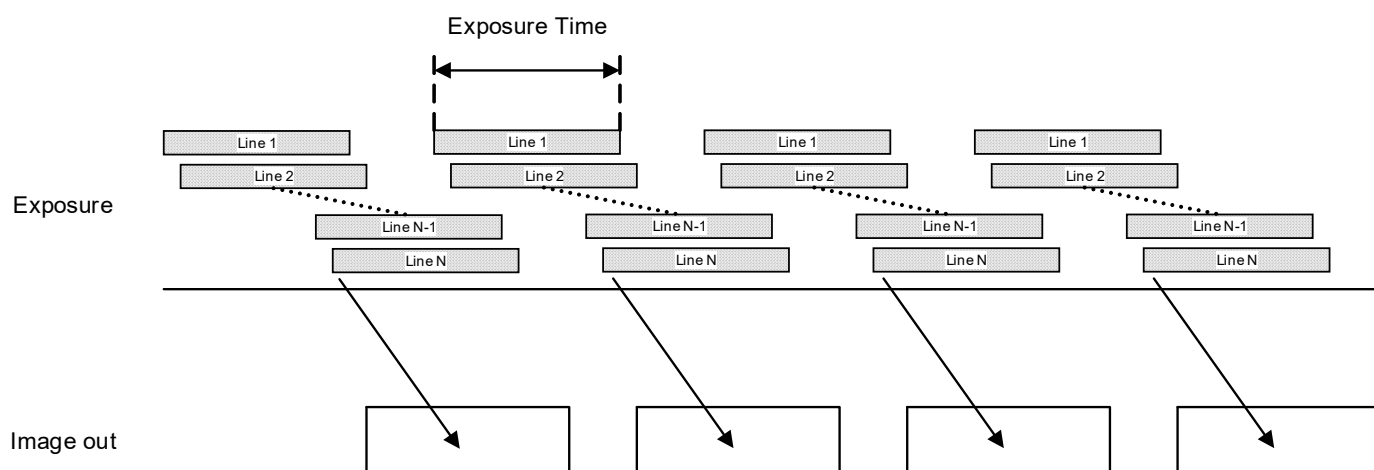 Exposure Time
Line 1 Line 1 Line 1 Line 1
Line 2 Line 2 Line 2 Line 2
Exposure
Line N-1 Line N-1 Line N-1 Line N-1
Line N Line N Line N Line N
Image out